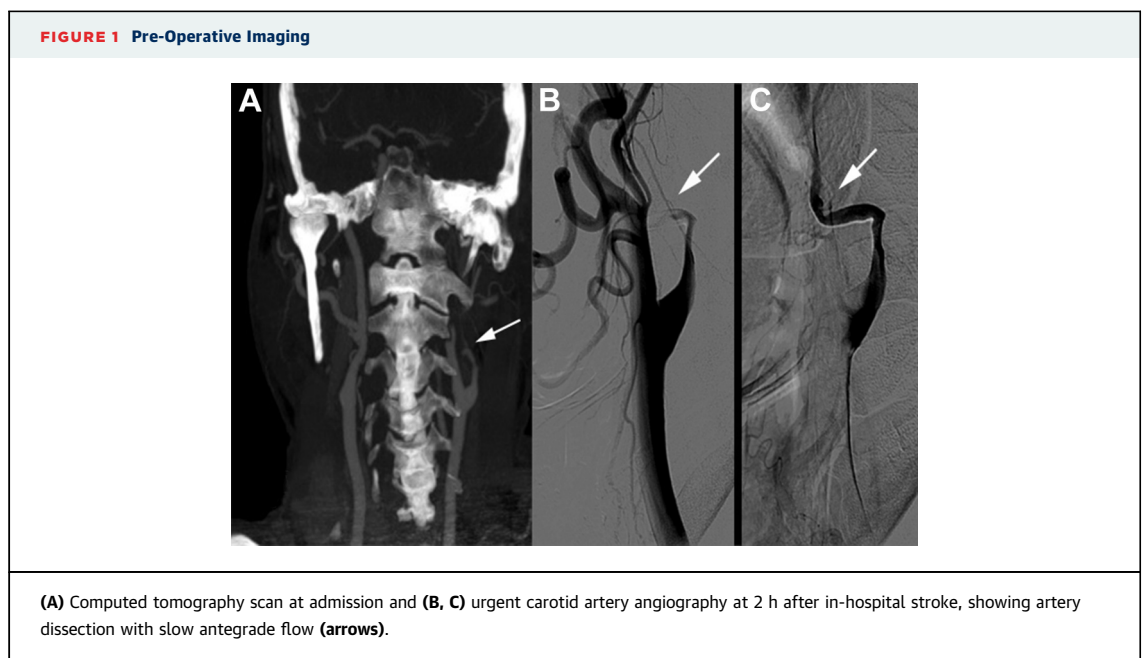 FIGURE 1 Pre-Operative Imaging
A
B
C
(A) Computed tomography scan at admission and (B, C) urgent carotid artery angiography at 2 h after in-hospital stroke, showing artery
dissection with slow antegrade flow (arrows).